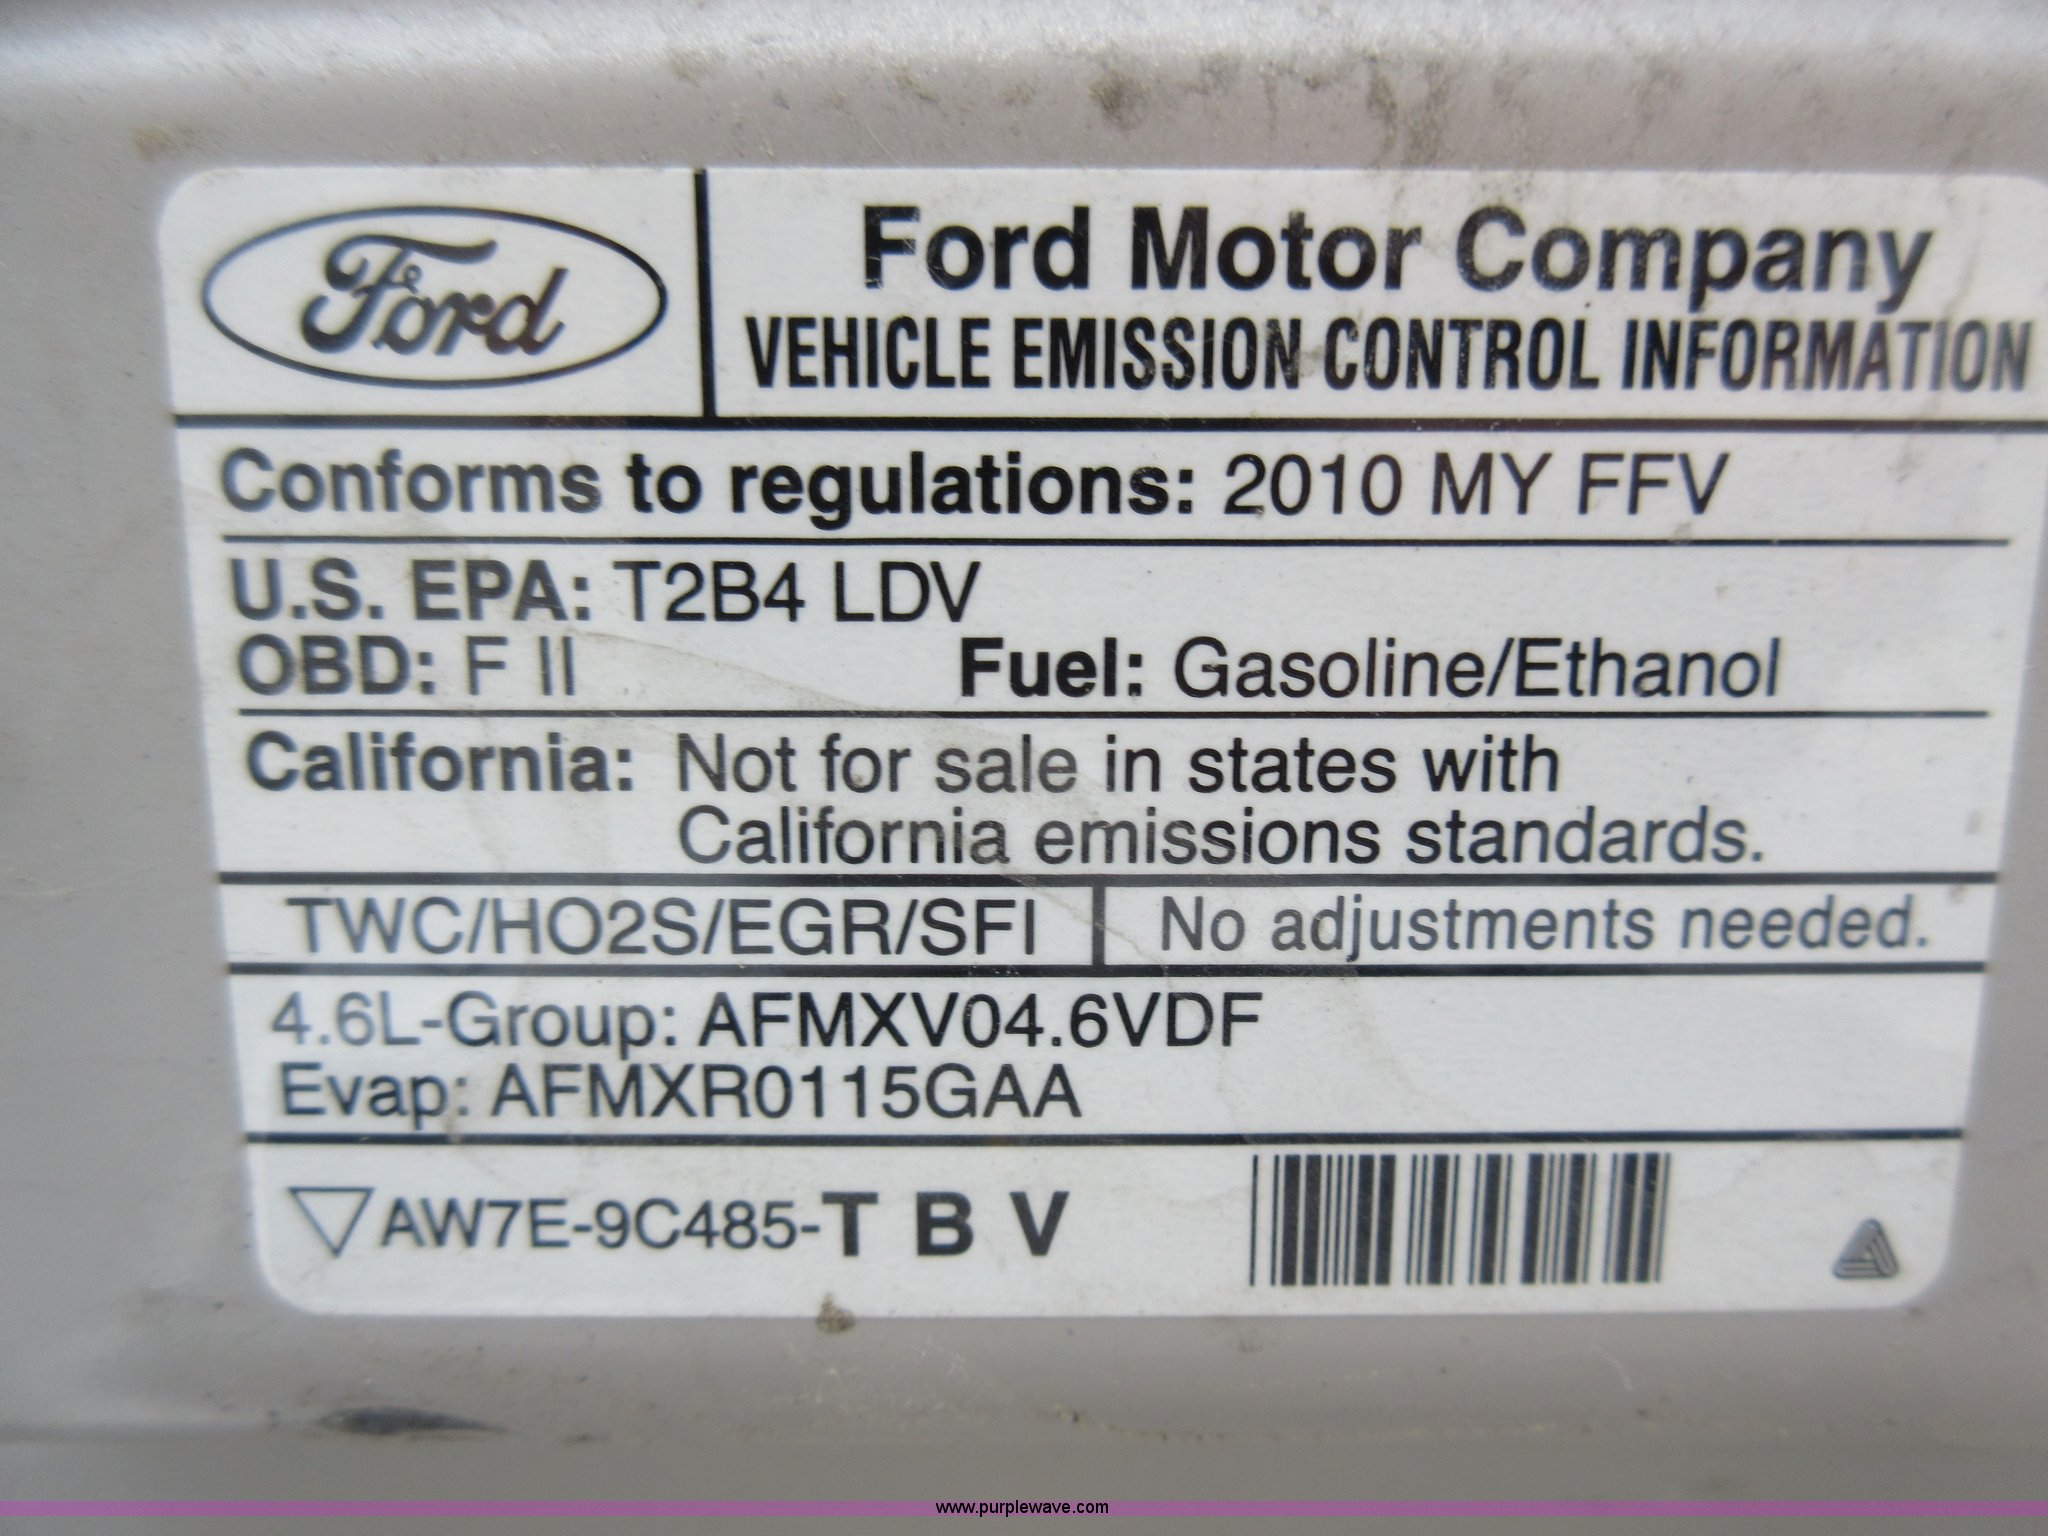 Ford
Ford Motor Company
VEHICLE EMISSION CONTROL INFORMATION
Conforms to regulations: 2010 MY FFV
U.S. EPA: T2B4 LDV
OBD: F II Fuel: Gasoline/Ethanol
California: Not for sale in states with
California emissions standards.
TWC/HO2S/EGR/SFI No adjustments needed.
4.6L-Group: AFMXV04.6VDF
Evap: AFMXR0115GAA
AW7E-9C485-T B V
www.purplewave.com